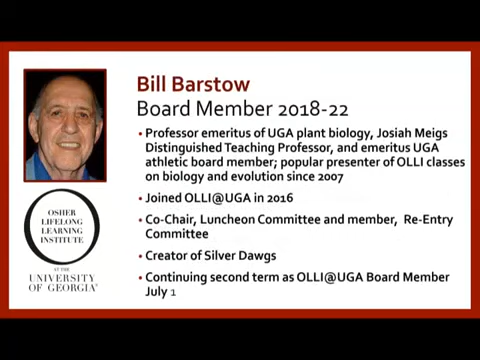 Bill Barstow
Board Member 2018-22
• Professor emeritus of UGA plant biology, Josiah Meigs
Distinguished Teaching Professor, and emeritus UGA
athletic board member; popular presenter of OLLI classes
on biology and evolution since 2007
• Joined OLLI@UGA in 2016
• Co-Chair, Luncheon Committee and member, Re-Entry
Committee
• Creator of Silver Dawgs
• Continuing second term as OLLI@UGA Board Member
July 1
OSHER
LIFELONG
LEARNING
INSTITUTE
AT THE
UNIVERSITY
OF GEORGIA®